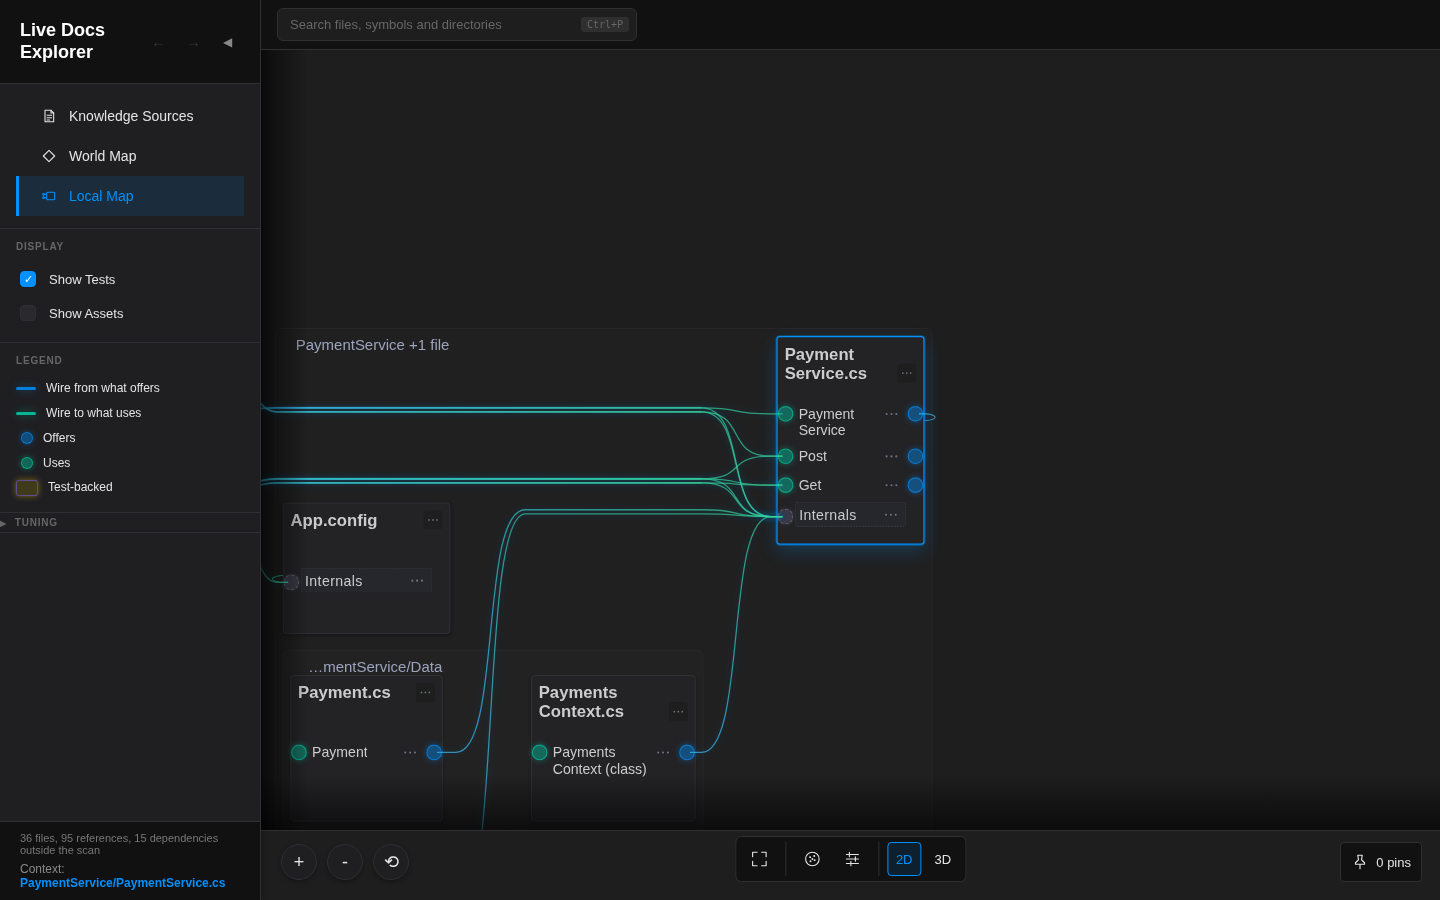 Live Docs
Explorer
← → ◀
Search files, symbols and directories
Ctrl+P
Knowledge Sources
World Map
Local Map
DISPLAY
✓ Show Tests
Show Assets
LEGEND
Wire from what offers
Wire to what uses
Offers
Uses
Test-backed
▶ TUNING
36 files, 95 references, 15 dependencies
outside the scan
Context:
PaymentService/PaymentService.cs
PaymentService +1 file
Payment
Service.cs
Payment
Service
Post
Get
Internals
App.config
Internals
…mentService/Data
Payment.cs
Payment
Payments
Context.cs
Payments
Context (class)
+ - ⟲
2D 3D
0 pins